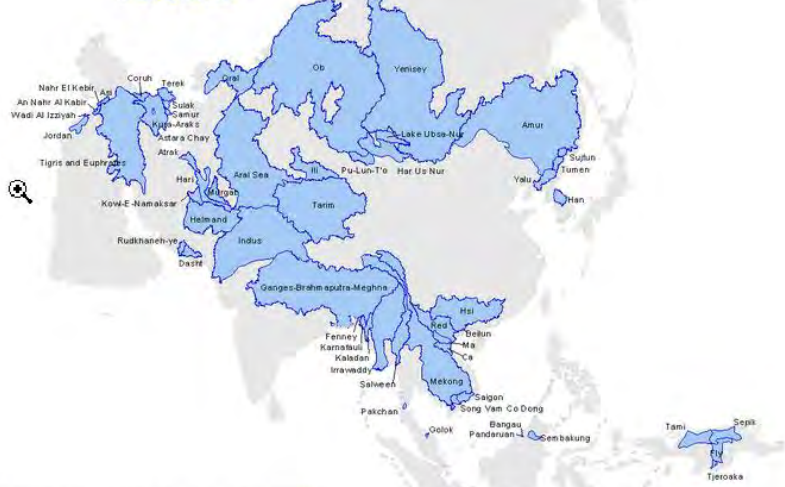 Ob
Yenisey
Oral
Coruh
Terek
Nahr El Kebir
Asi
An Nahr Al Kabir
Sulak
Wadi Al Izziyah
Samur
Kura-Araks
Jordan
Astara Chay
Amur
Lake Ubsa-Nur
Atrak
Tigris and Euphrates
Sujfun
Tumen
Aral Sea
Ili
Pu-Lun-T'o
Har Us Nur
Yalu
Hari
Murgab
Han
Kowl-E-Namaksar
Tarim
Helmand
Rudkhaneh-ye
Indus
Dasht
Ganges-Brahmaputra-Meghna
Hsi
Red
Beilun
Fenney
Ma
Karnafauli
Ca
Kaladan
Irrawaddy
Salween
Mekong
Saigon
Pakchan
Song Vam Co Dong
Golok
Bangau
Pandaruan
Sembakung
Tami
Sepik
Fly
Tjeroaka